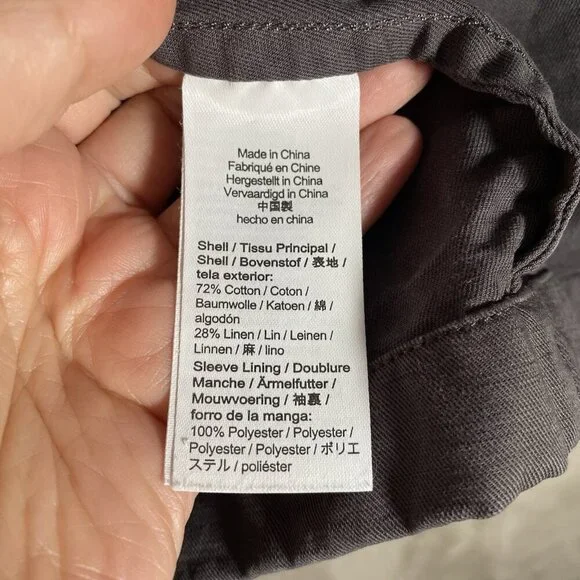 Made in China
Fabriqué en Chine
Hergestellt in China
Vervaardigd in China
中国製
hecho en china
Shell / Tissu Principal /
Shell / Bovenstof / 表地 /
tela exterior:
72% Cotton / Coton /
Baumwolle / Katoen / 綿 /
algodón
28% Linen / Lin / Leinen /
Linnen / 麻 / lino
Sleeve Lining / Doublure
Manche / Ärmelfutter /
Mouwvoering / 袖裏 /
forro de la manga:
100% Polyester / Polyester /
Polyester / Polyester / ポリエ
ステル / poliéster